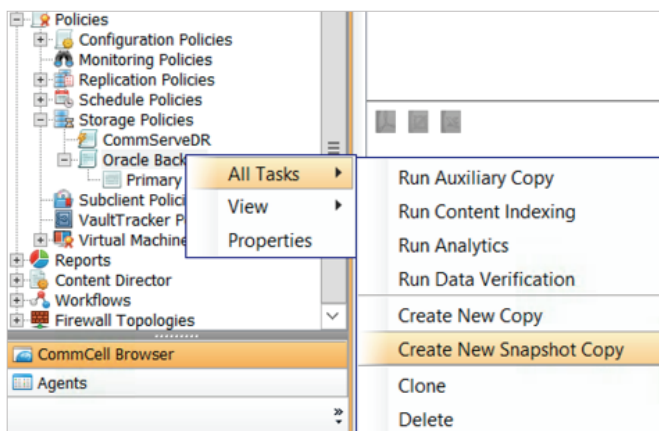 Policies
Configuration Policies
Monitoring Policies
Replication Policies
Schedule Policies
Storage Policies
CommServeDR
Oracle Back
Primary
Subclient Polici
VaultTracker P
Virtual Machine
Reports
Content Director
Workflows
Firewall Topologies
CommCell Browser
Agents
All Tasks
View
Properties
Run Auxiliary Copy
Run Content Indexing
Run Analytics
Run Data Verification
Create New Copy
Create New Snapshot Copy
Clone
Delete